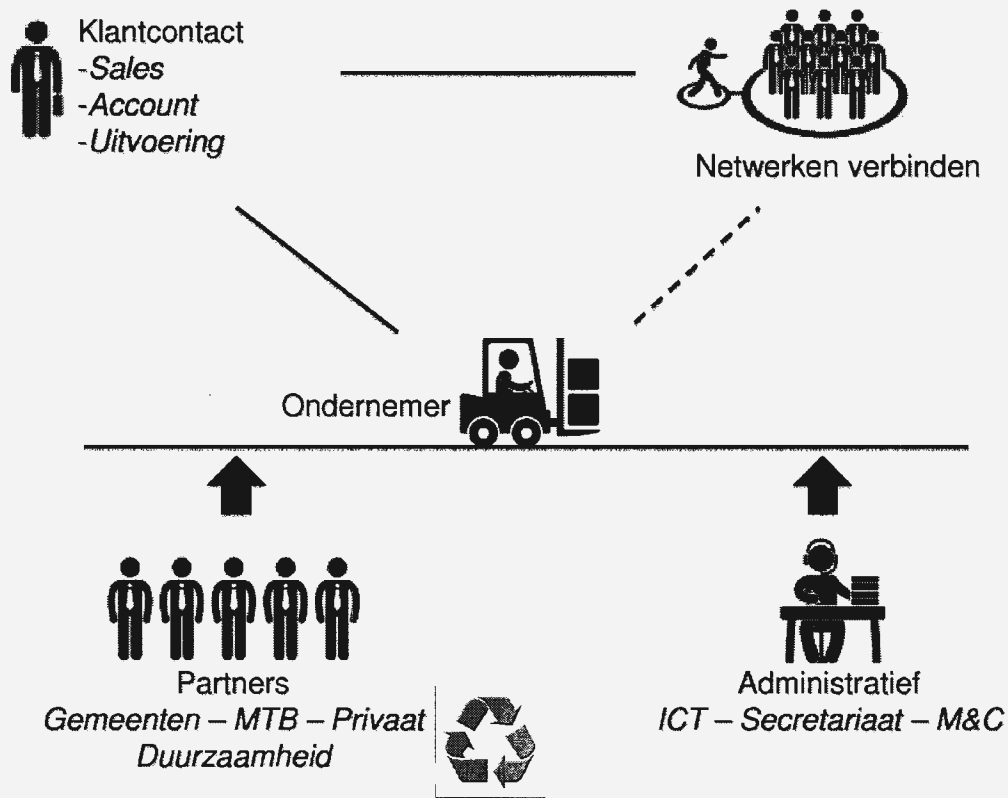 Klantcontact
-Sales
-Account
-Uitvoering
Netwerken verbinden
Ondernemer
Partners
Gemeenten – MTB – Privaat
Duurzaamheid
Administratief
ICT – Secretariaat – M&C